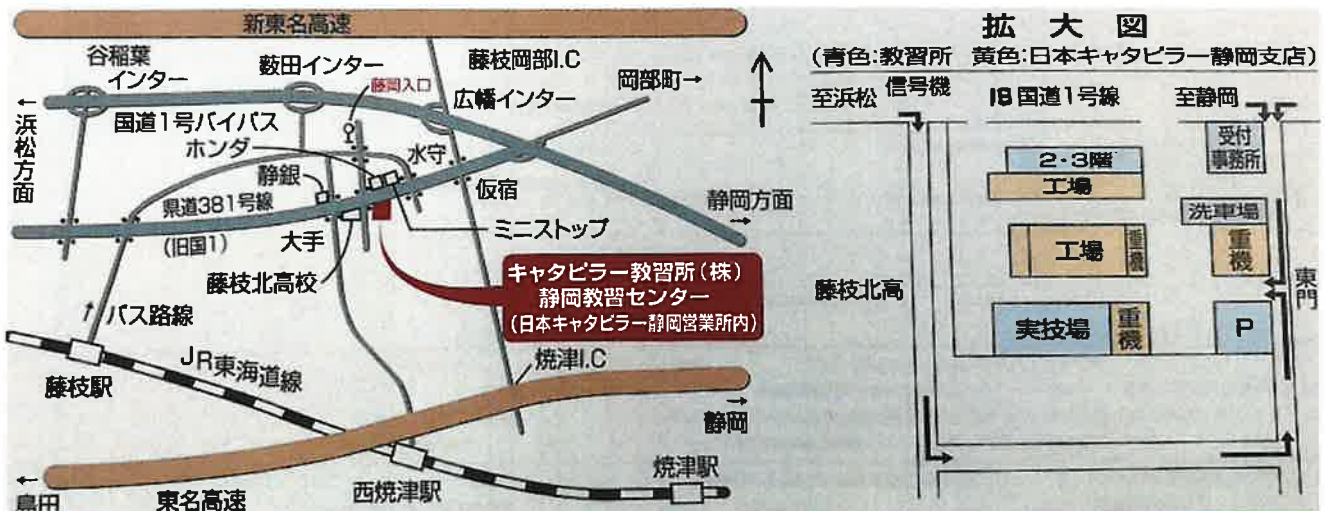 新東名高速
谷稲葉
インター
薮田インター
藤岡入口
藤枝岡部I.C
岡部町→
広幡インター
←浜松方面
国道1号バイパス
ホンダ
水守
静銀
仮宿
県道381号線
(旧国1)
静岡方面
→
大手
ミニストップ
藤枝北高校
キャタピラー教習所(株)
静岡教習センター
(日本キャタピラー静岡営業所内)
バス路線
JR東海道線
藤枝駅
焼津I.C
→
静岡
焼津駅
西焼津駅
東名高速
←
島田
拡大図
(青色:教習所 黄色:日本キャタピラー静岡支店)
至浜松
信号機
旧国道1号線
至静岡
受付
事務所
2・3階
工場
洗車場
工場
重機
重機
藤枝北高
東門
実技場
重機
P